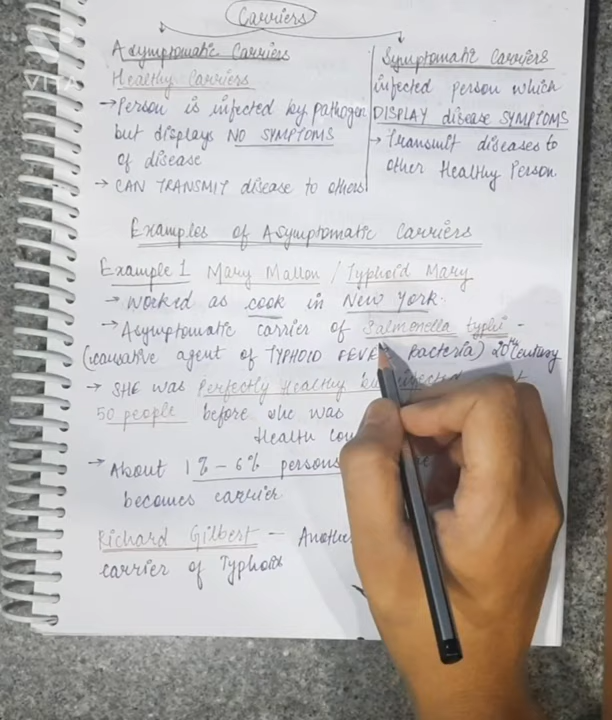 Carriers
Asymptomatic Carriers
Healthy Carriers
→ Person is infected by pathogen
but displays NO SYMPTOMS
of disease
→ CAN TRANSMIT disease to others
Symptomatic Carriers
infected person which
DISPLAY disease SYMPTOMS
→ Transmit diseases to
other Healthy Person
Examples of Asymptomatic Carriers
Example 1 Mary Mallon / Typhoid Mary
→ Worked as cook in New York.
→ Asymptomatic carrier of Salmonella typhi -
(causative agent of TYPHOID FEVE Bacteria) 20th century
→ SHE was Perfectly Healthy but
50 people before she was
Health
→ About 1% - 6% persons
becomes carrier
Richard Gilbert — Anothe
carrier of Typhoid